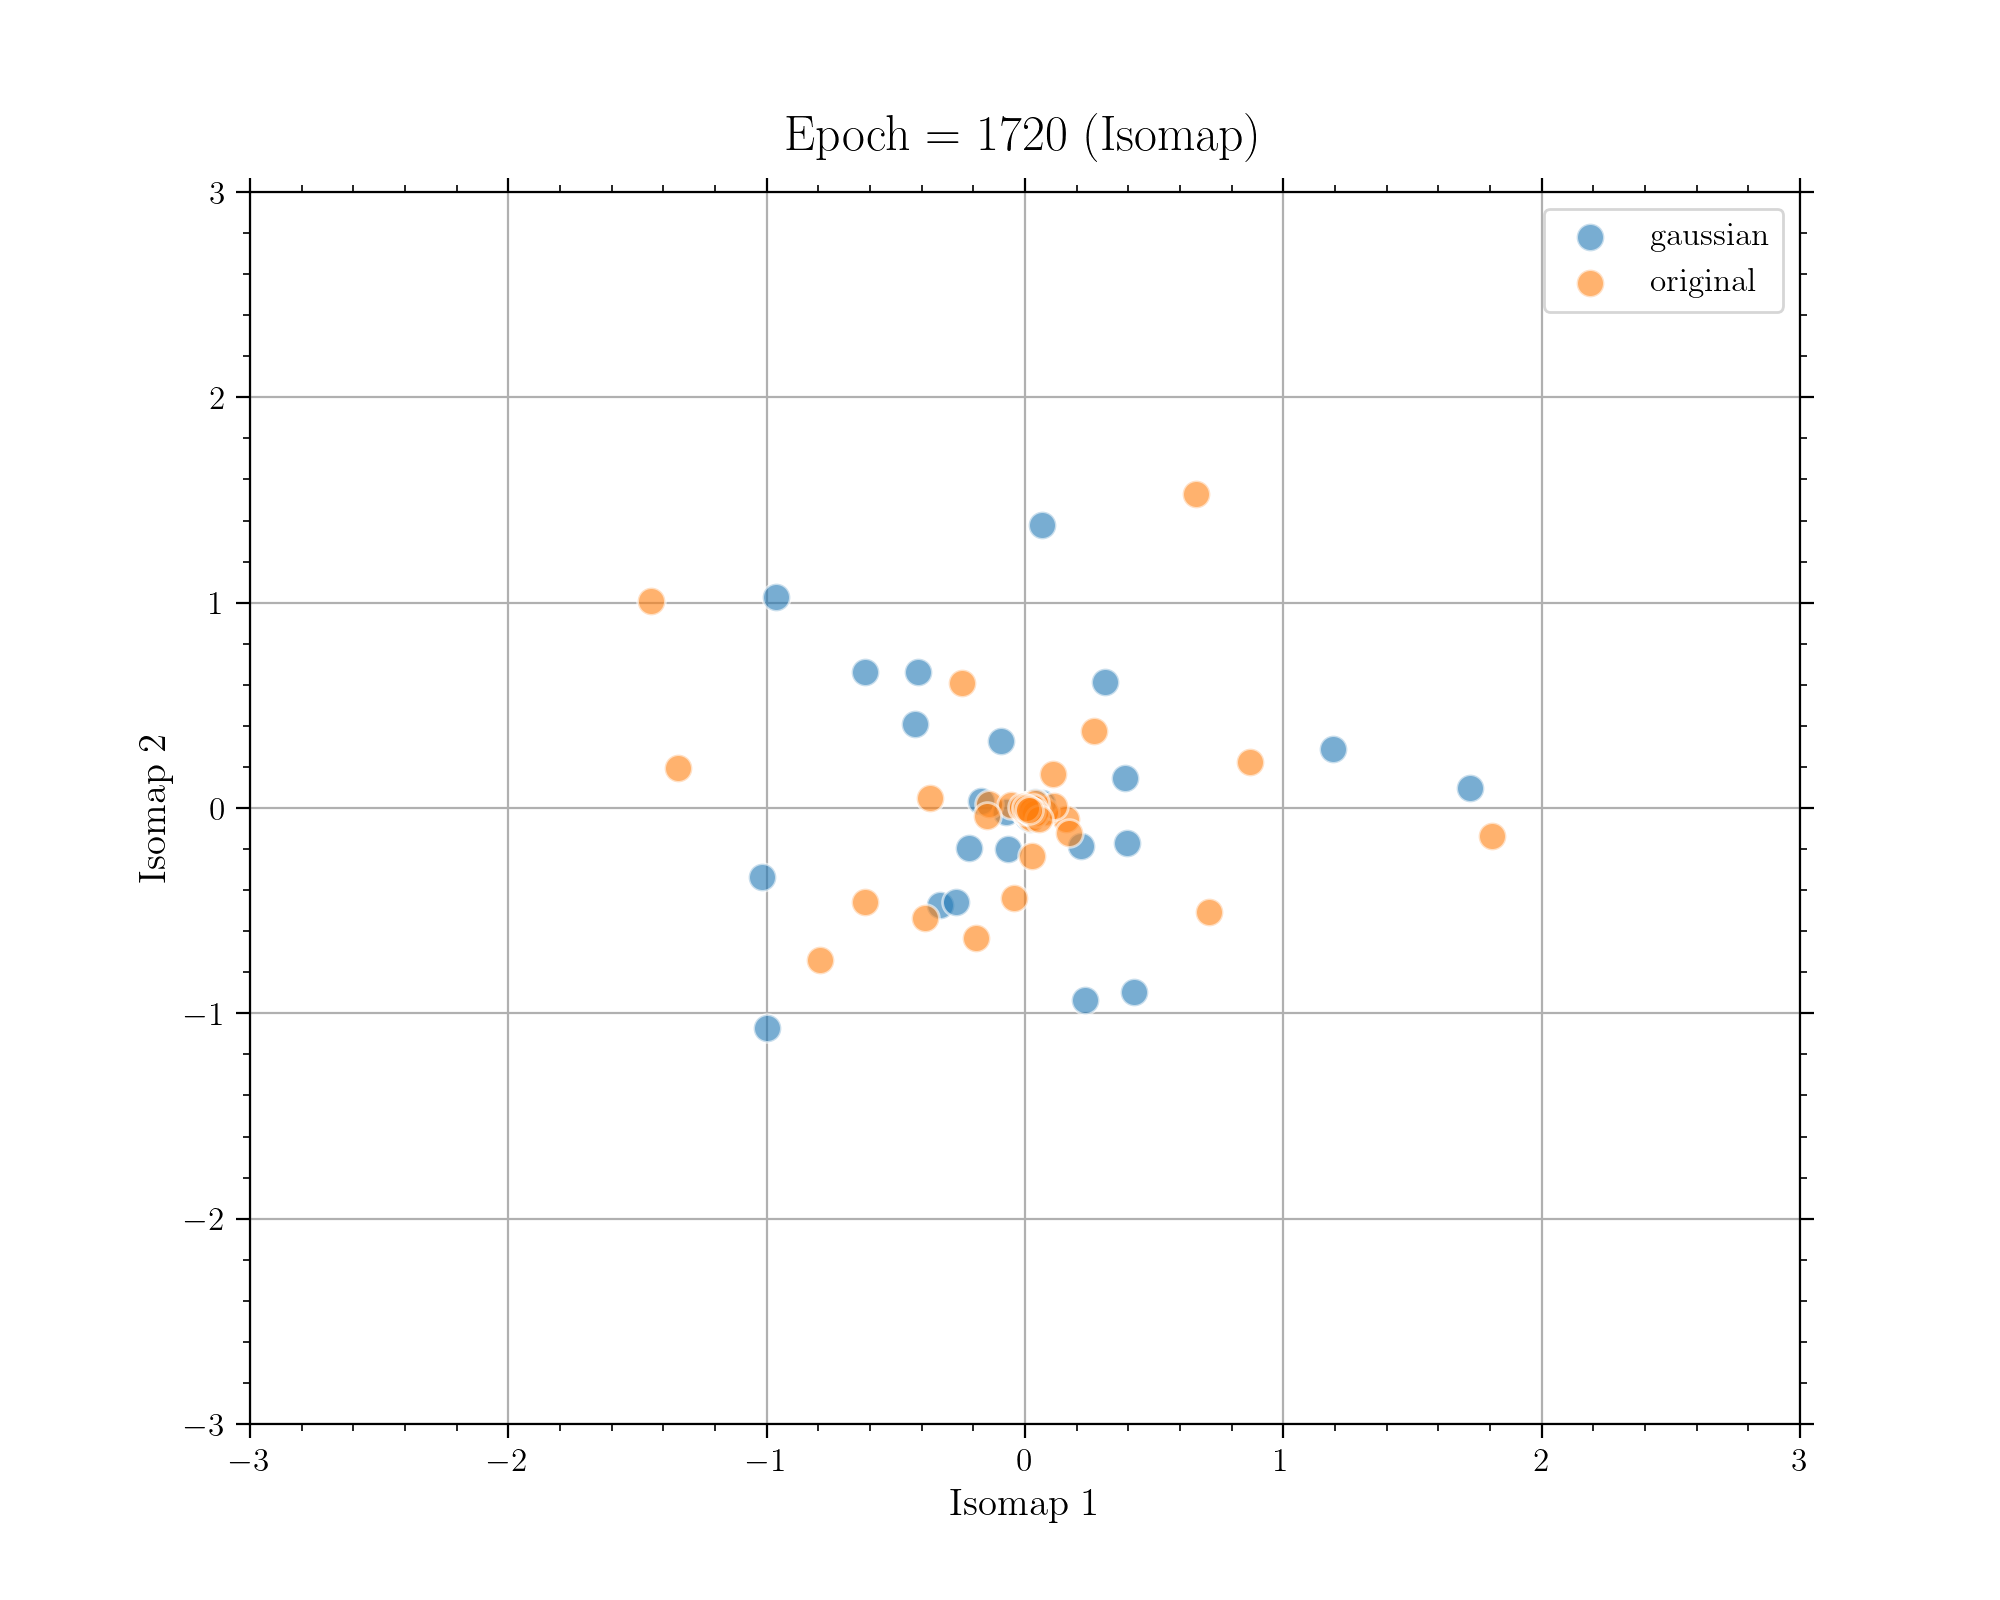 Epoch = 1720 (Isomap)
gaussian
original
3
2
1
0
−1
−2
−3
Isomap 2
−3
−2
−1
0
1
2
3
Isomap 1